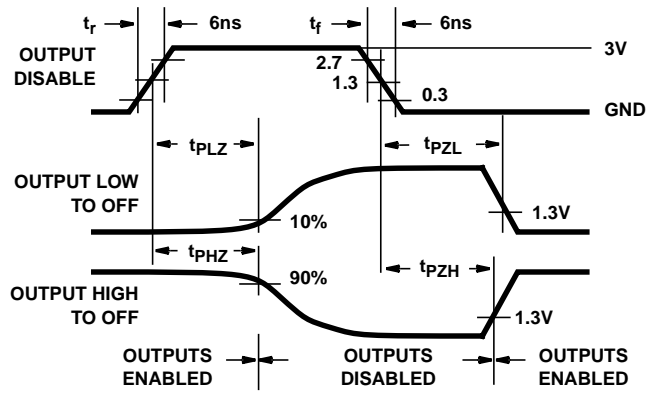 tr 6ns tf 6ns
OUTPUT
DISABLE
3V
2.7
1.3
0.3
GND
tPLZ tPZL
OUTPUT LOW
TO OFF
10%
1.3V
tPHZ tPZH
OUTPUT HIGH
TO OFF
90%
1.3V
OUTPUTS
ENABLED
OUTPUTS
DISABLED
OUTPUTS
ENABLED